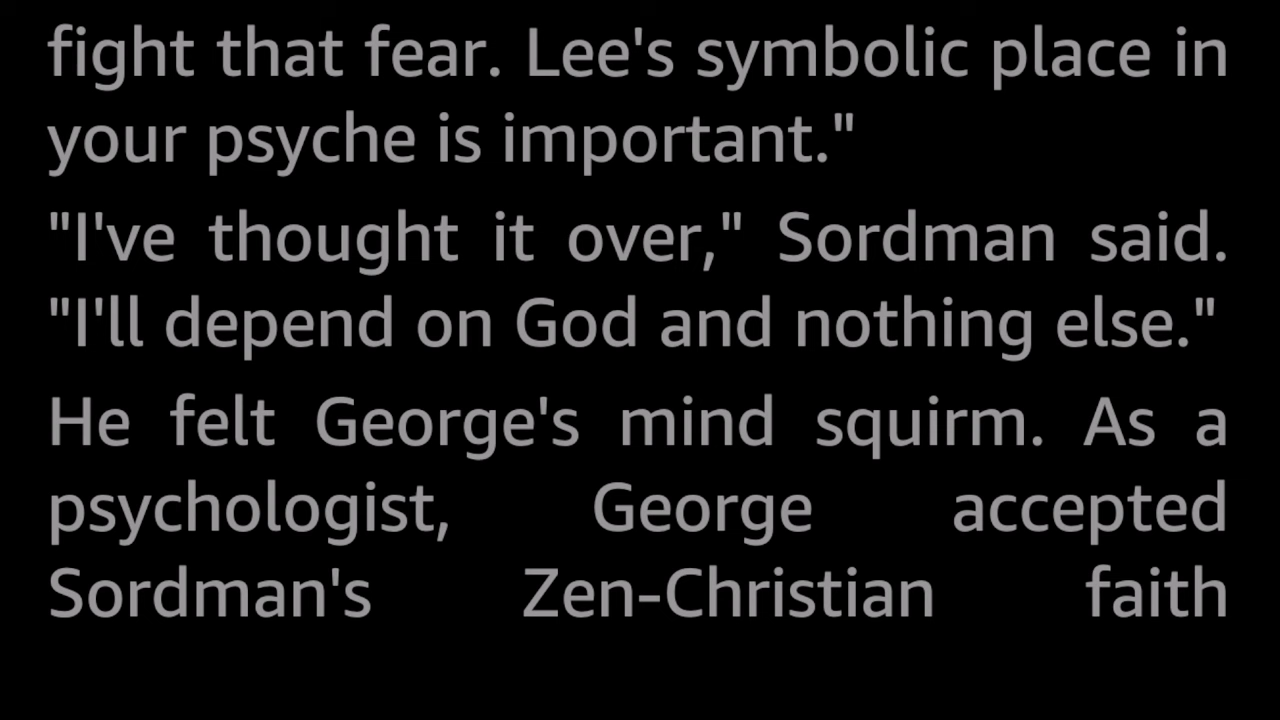 fight that fear. Lee's symbolic place in
your psyche is important."
"I've thought it over," Sordman said.
"I'll depend on God and nothing else."
He felt George's mind squirm. As a
psychologist, George accepted
Sordman's Zen-Christian faith